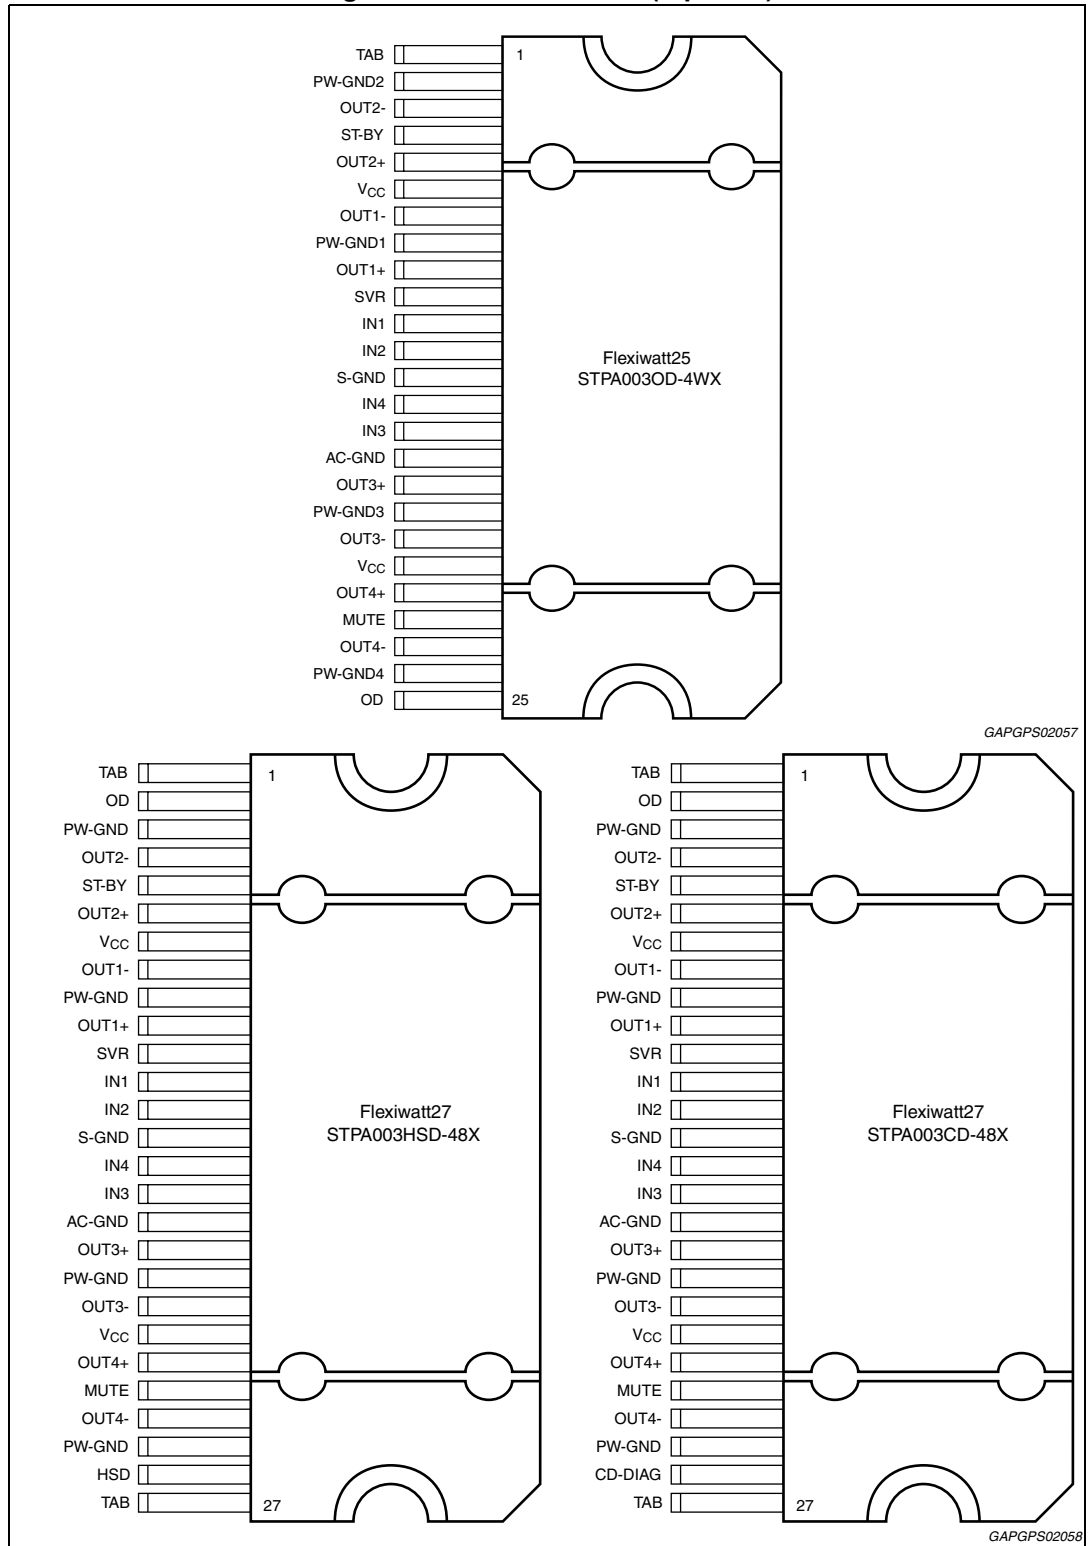 TAB
PW-GND2
OUT2-
ST-BY
OUT2+
VCC
OUT1-
PW-GND1
OUT1+
SVR
IN1
IN2
S-GND
IN4
IN3
AC-GND
OUT3+
PW-GND3
OUT3-
VCC
OUT4+
MUTE
OUT4-
PW-GND4
OD
1
Flexiwatt25
STPA003OD-4WX
25
GAPGPS02057
TAB
OD
PW-GND
OUT2-
ST-BY
OUT2+
VCC
OUT1-
PW-GND
OUT1+
SVR
IN1
IN2
S-GND
IN4
IN3
AC-GND
OUT3+
PW-GND
OUT3-
VCC
OUT4+
MUTE
OUT4-
PW-GND
HSD
TAB
1
Flexiwatt27
STPA003HSD-48X
27
TAB
OD
PW-GND
OUT2-
ST-BY
OUT2+
VCC
OUT1-
PW-GND
OUT1+
SVR
IN1
IN2
S-GND
IN4
IN3
AC-GND
OUT3+
PW-GND
OUT3-
VCC
OUT4+
MUTE
OUT4-
PW-GND
CD-DIAG
TAB
1
Flexiwatt27
STPA003CD-48X
27
GAPGPS02058